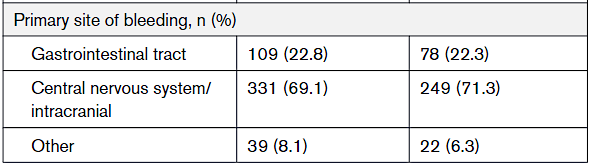 Primary site of bleeding, n (%)
Gastrointestinal tract 109 (22.8) 78 (22.3)
Central nervous system/ 331 (69.1) 249 (71.3)
intracranial
Other 39 (8.1) 22 (6.3)